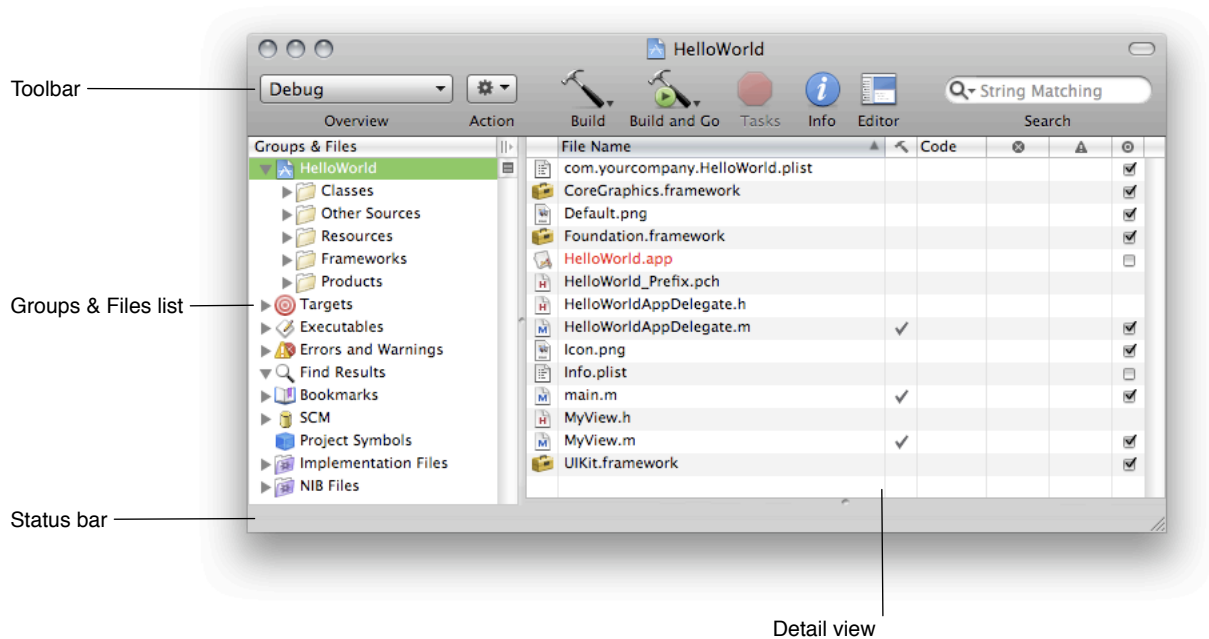 HelloWorld
Toolbar
Debug
String Matching
Overview
Action
Build
Build and Go
Tasks
Info
Editor
Search
Groups & Files
HelloWorld
Classes
Other Sources
Resources
Frameworks
Products
Targets
Executables
Errors and Warnings
Find Results
Bookmarks
SCM
Project Symbols
Implementation Files
NIB Files
File Name
Code
com.yourcompany.HelloWorld.plist
CoreGraphics.framework
Default.png
Foundation.framework
HelloWorld.app
HelloWorld_Prefix.pch
HelloWorldAppDelegate.h
HelloWorldAppDelegate.m
Icon.png
Info.plist
main.m
MyView.h
MyView.m
UIKit.framework
Groups & Files list
Status bar
Detail view